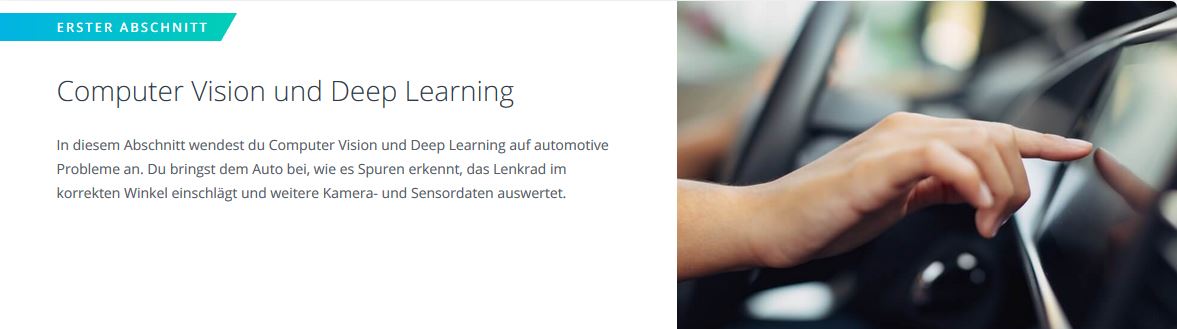 ERSTER ABSCHNITT
Computer Vision und Deep Learning
In diesem Abschnitt wendest du Computer Vision und Deep Learning auf automotive
Probleme an. Du bringst dem Auto bei, wie es Spuren erkennt, das Lenkrad im
korrekten Winkel einschlägt und weitere Kamera- und Sensordaten auswertet.